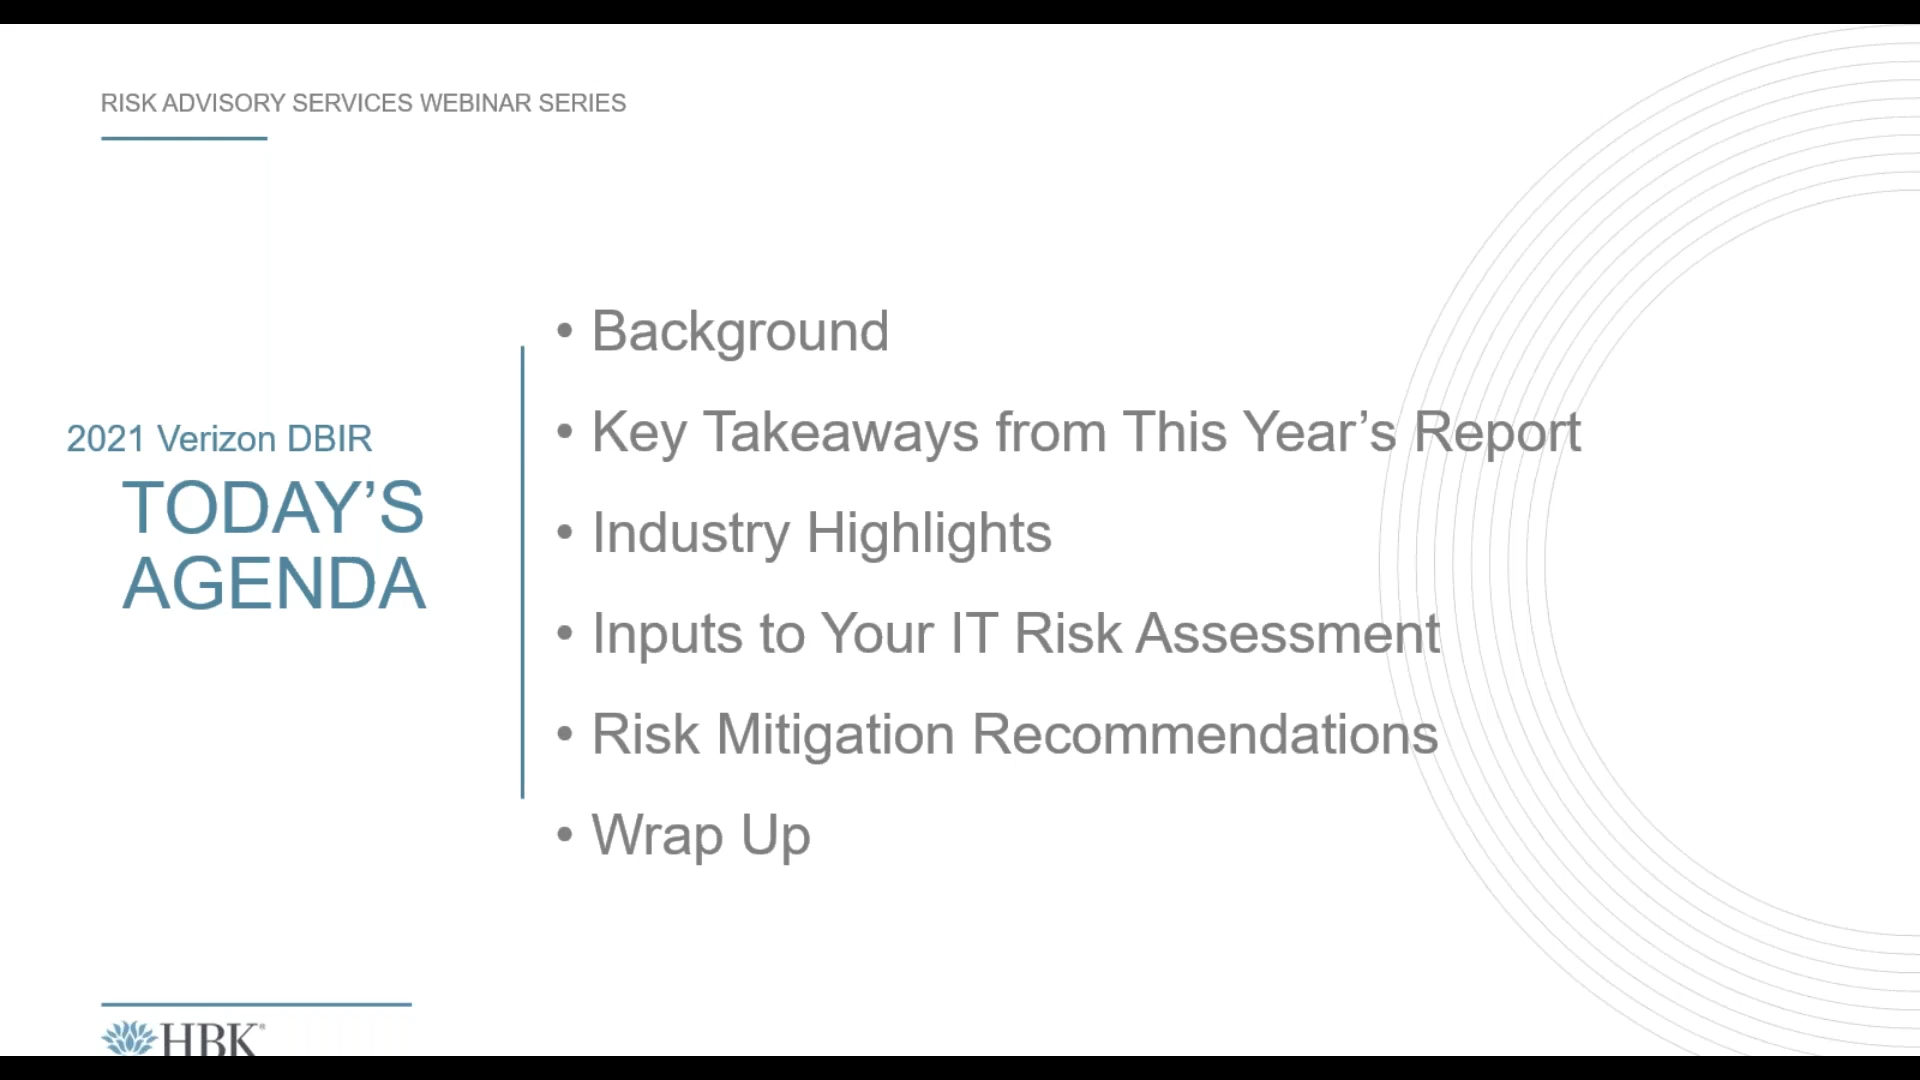 RISK ADVISORY SERVICES WEBINAR SERIES
2021 Verizon DBIR
TODAY’S
AGENDA
• Background
• Key Takeaways from This Year’s Report
• Industry Highlights
• Inputs to Your IT Risk Assessment
• Risk Mitigation Recommendations
• Wrap Up
HBK®